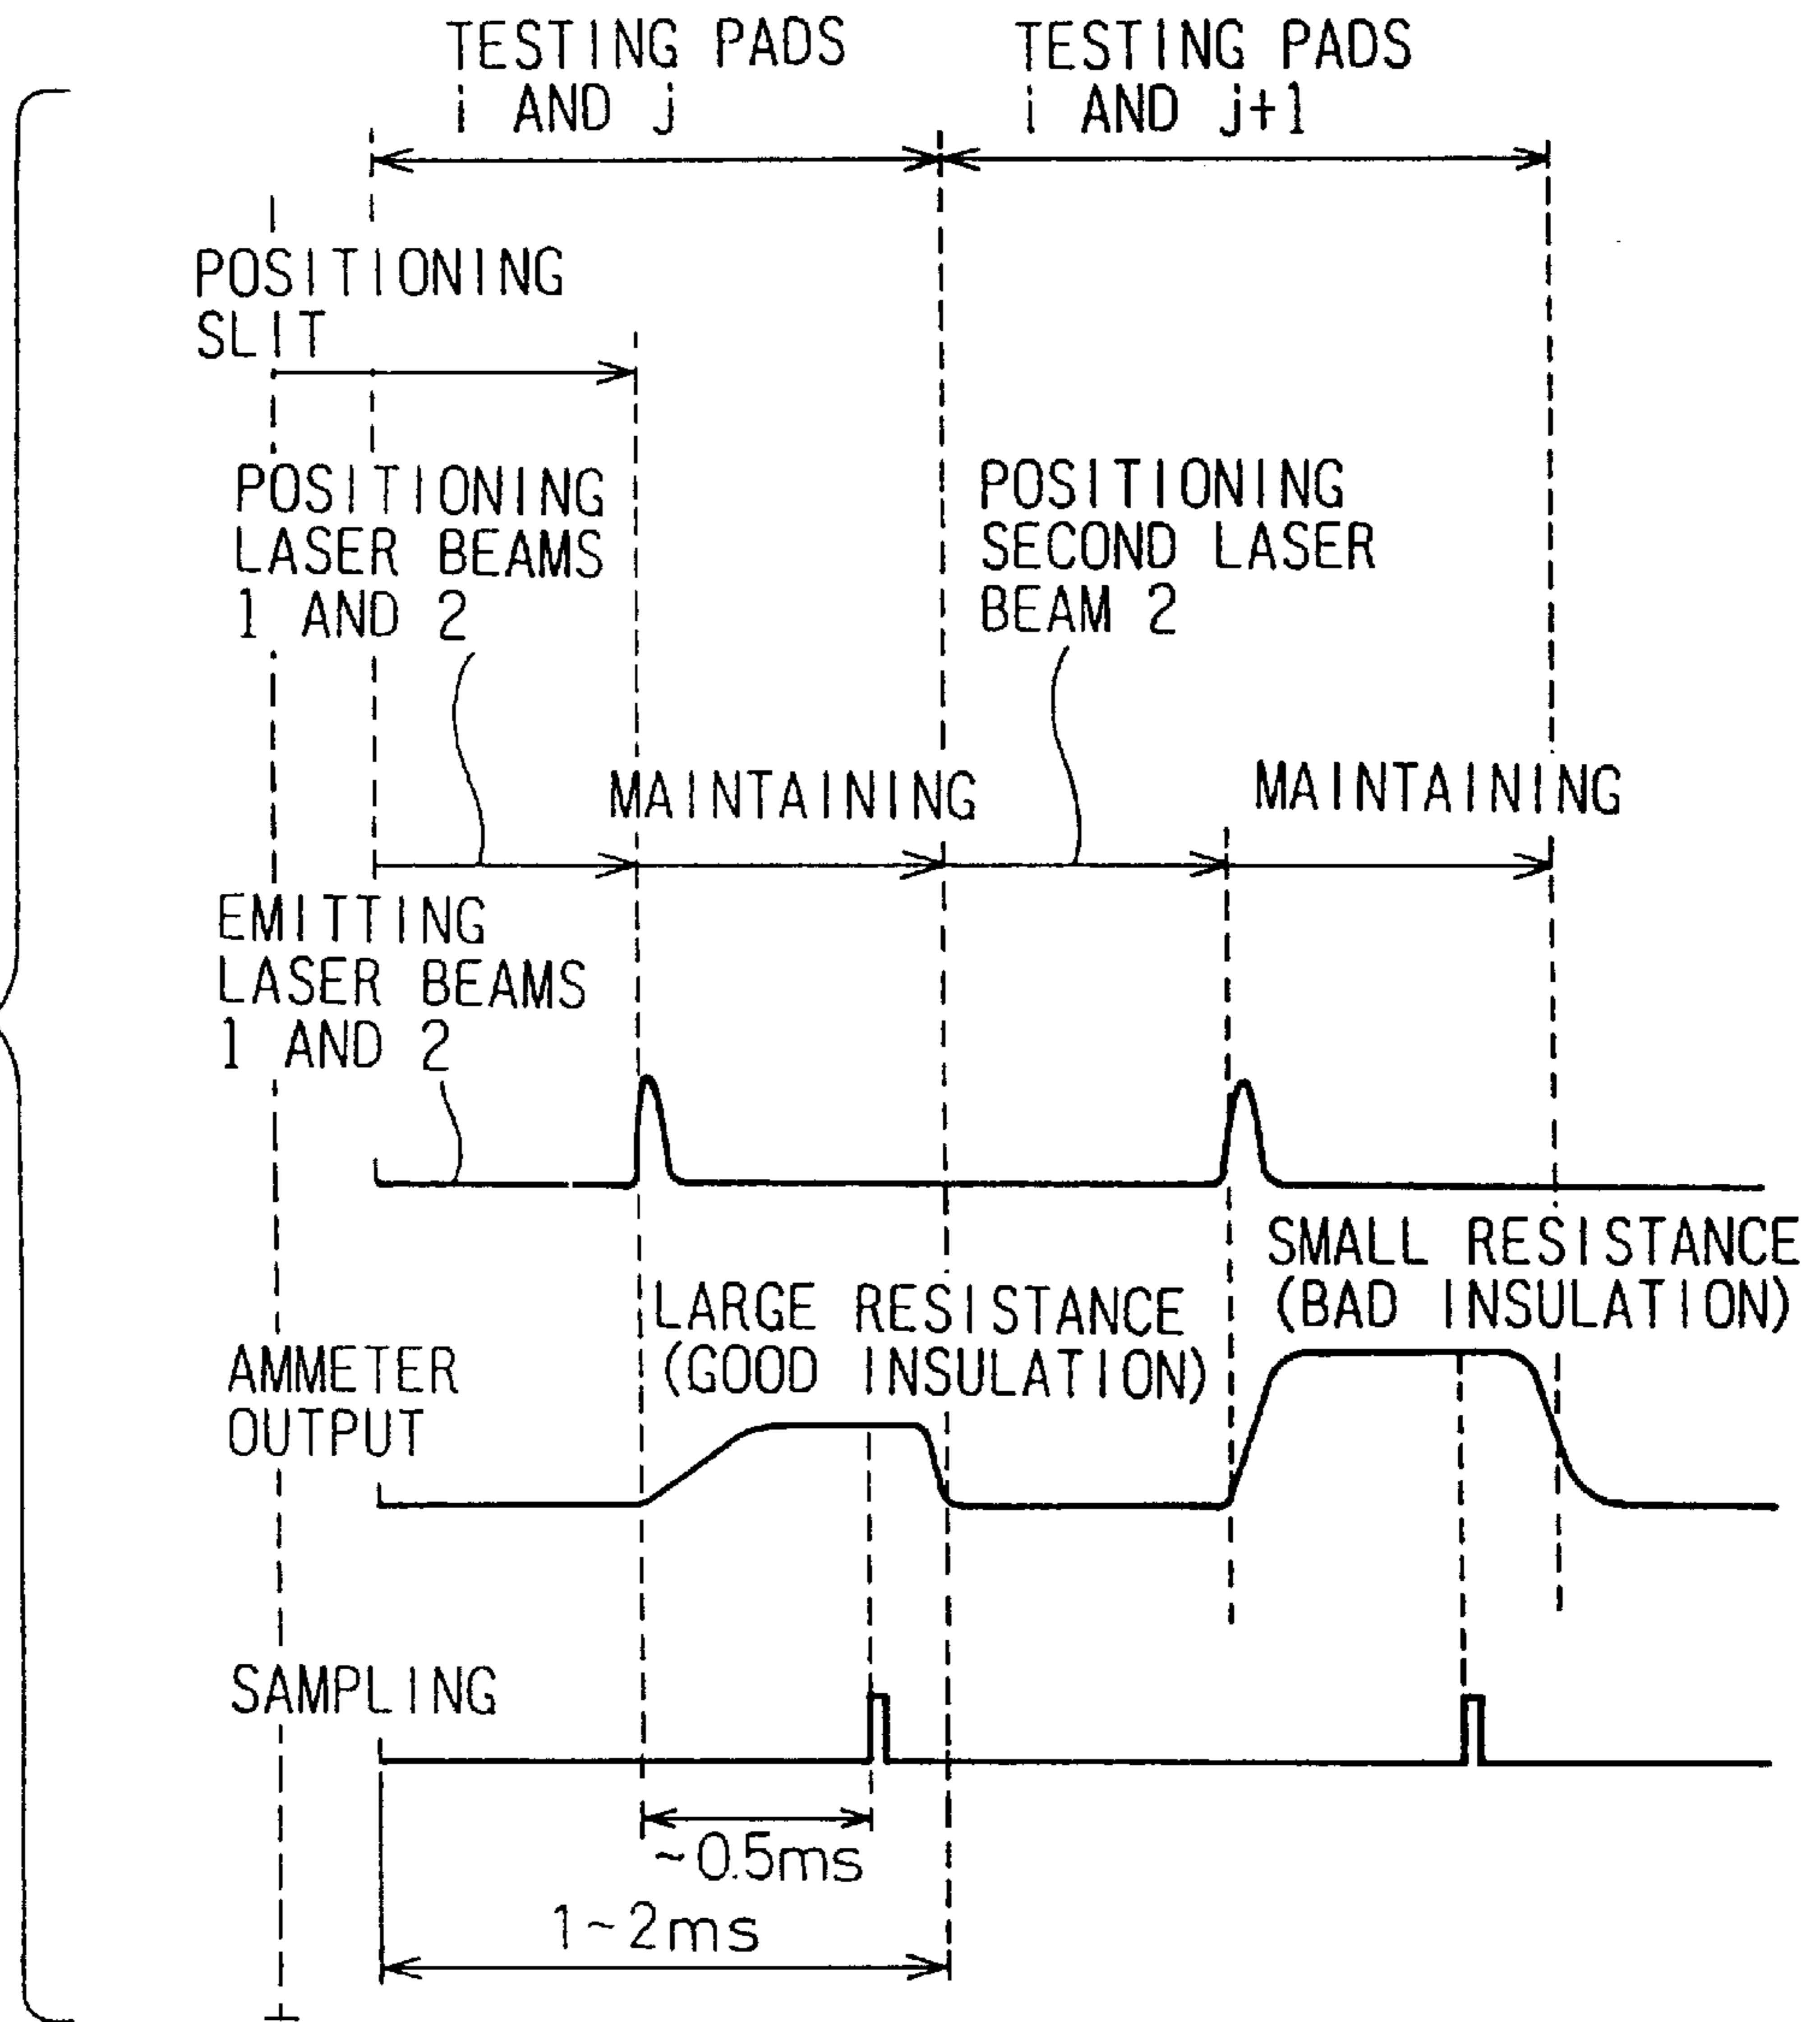 TESTING PADS
i AND j
TESTING PADS
i AND j+1
POSITIONING
SLIT
POSITIONING
LASER BEAMS
1 AND 2
POSITIONING
SECOND LASER
BEAM 2
MAINTAINING
MAINTAINING
EMITTING
LASER BEAMS
1 AND 2
SMALL RESISTANCE
(BAD INSULATION)
LARGE RESISTANCE
(GOOD INSULATION)
AMMETER
OUTPUT
SAMPLING
~0.5ms
1~2ms